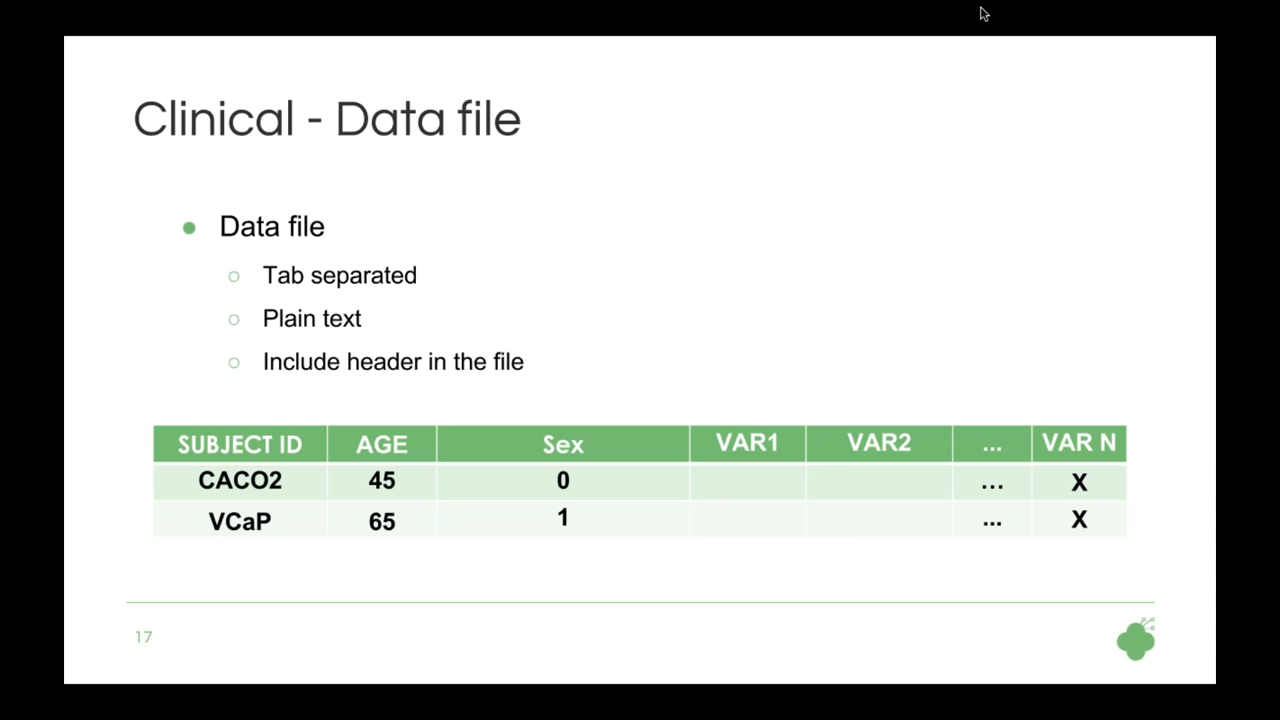 Clinical - Data file
Data file
Tab separated
Plain text
Include header in the file
SUBJECT ID AGE Sex VAR1 VAR2 ... VAR N
CACO2 45 0 ... X
VCaP 65 1 ... X
17